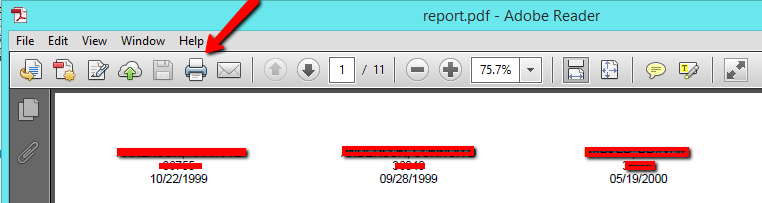 report.pdf - Adobe Reader
File Edit View Window Help
1 / 11 75.7%
10/22/1999 09/28/1999 05/19/2000